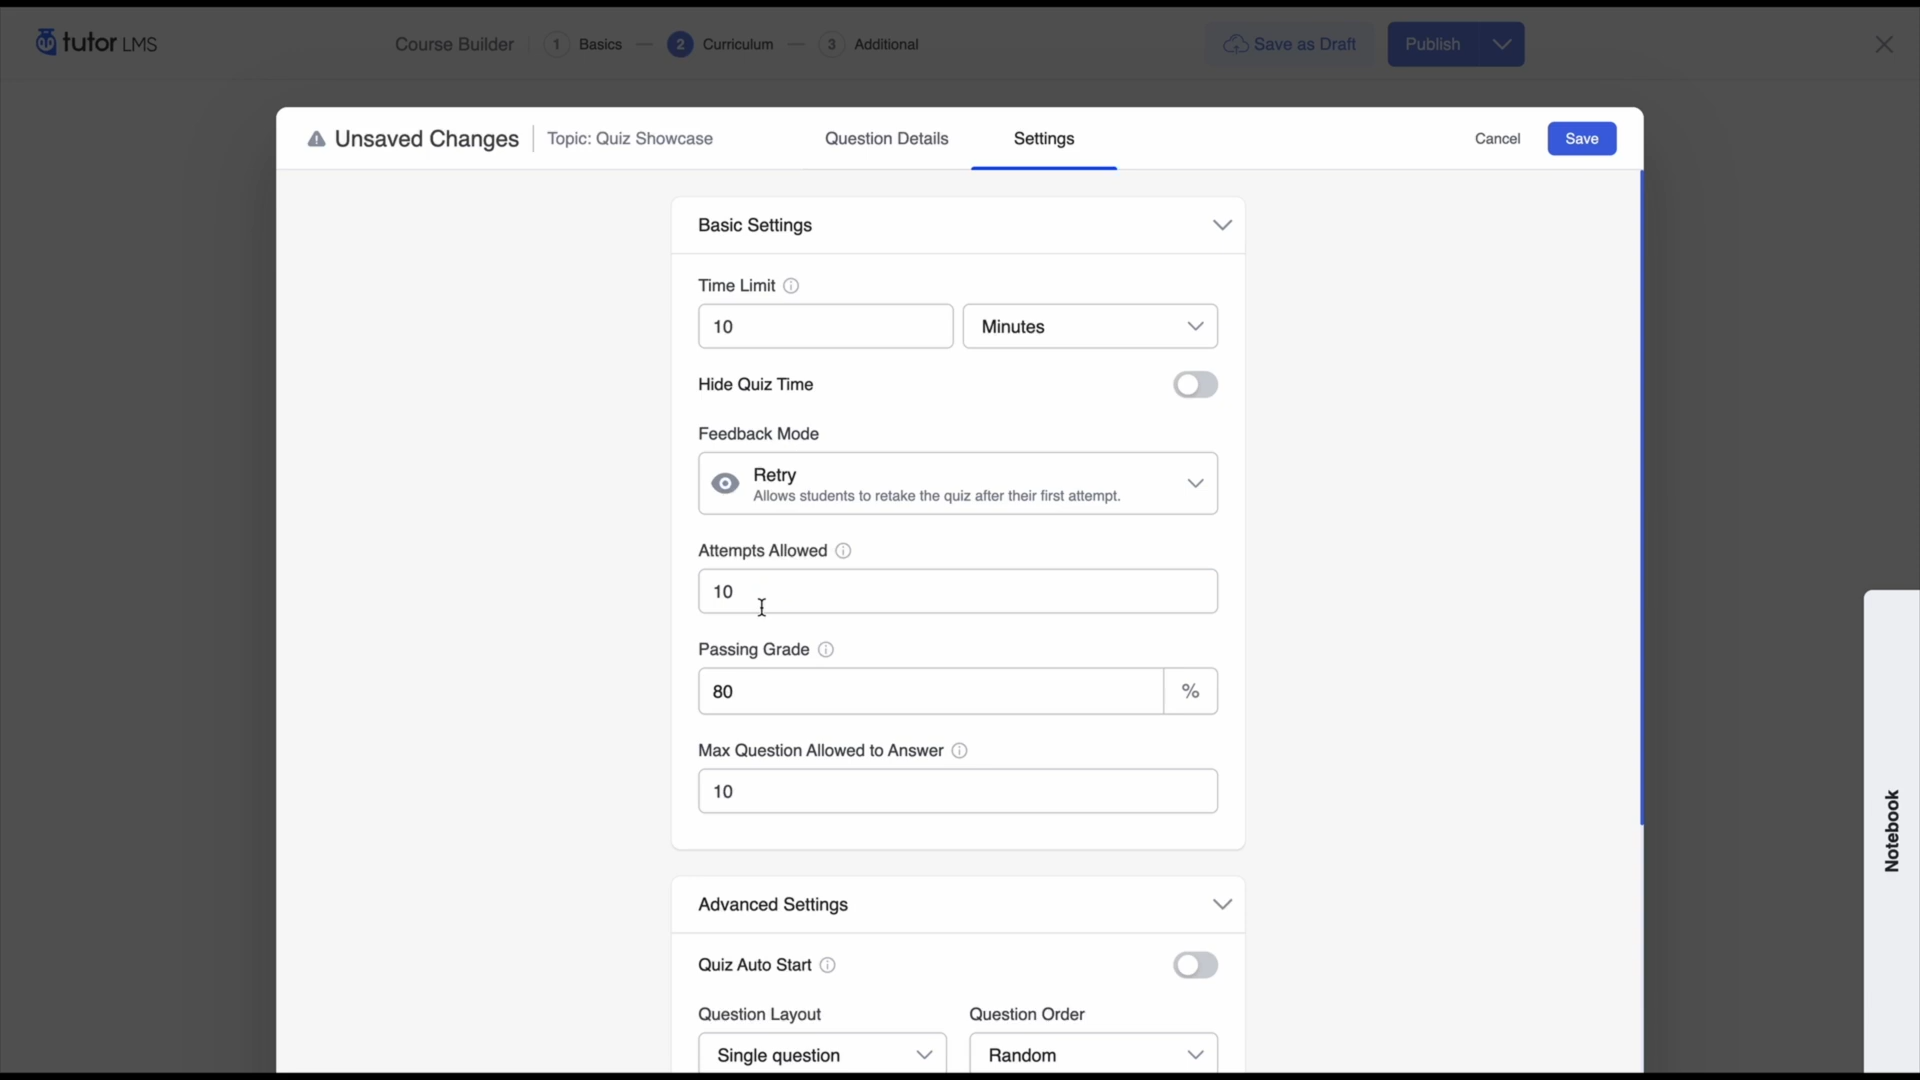 tutor LMS
Course Builder 1 Basics — 2 Curriculum — 3 Additional
Save as Draft
Publish
Unsaved Changes
Topic: Quiz Showcase
Question Details
Settings
Cancel
Save
Basic Settings
Time Limit
10
Minutes
Hide Quiz Time
Feedback Mode
Retry
Allows students to retake the quiz after their first attempt.
Attempts Allowed
10
Passing Grade
80
%
Max Question Allowed to Answer
10
Advanced Settings
Quiz Auto Start
Question Layout
Question Order
Single question
Random
Notebook